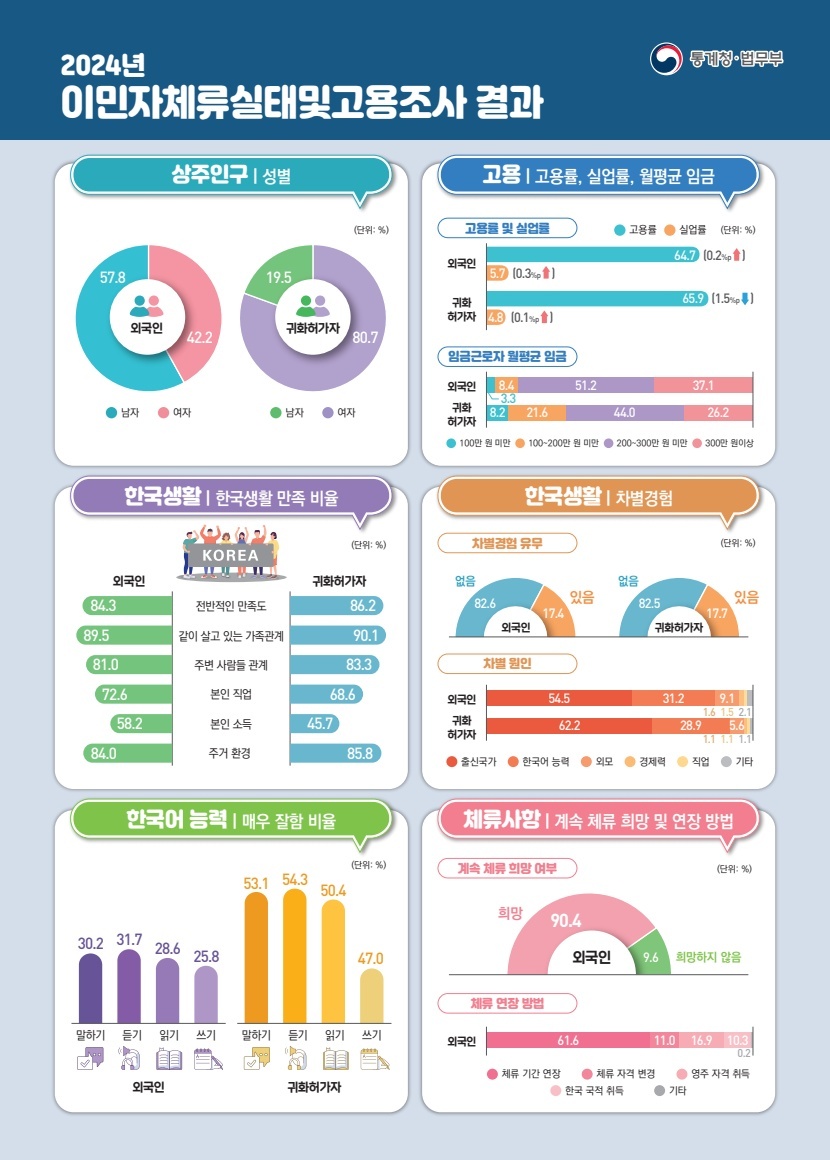 2024년
이민자체류실태및고용조사 결과
통계청·법무부
상주인구 | 성별
(단위: %)
57.8
42.2
외국인
19.5
80.7
귀화허가자
남자 여자
남자 여자
고용 | 고용률, 실업률, 월평균 임금
고용률 및 실업률
고용률 실업률 (단위: %)
외국인
64.7 (0.2%p⬆)
5.7 (0.3%p⬆)
귀화
허가자
65.9 (1.5%p⬇)
4.8 (0.1%p⬆)
임금근로자 월평균 임금
외국인
8.4 51.2 37.1
3.3
귀화
허가자
8.2 21.6 44.0 26.2
100만 원 미만 100~200만 원 미만 200~300만 원 미만 300만 원이상
한국생활 | 한국생활 만족 비율
(단위: %)
KOREA
외국인 귀화허가자
84.3 전반적인 만족도 86.2
89.5 같이 살고 있는 가족관계 90.1
81.0 주변 사람들 관계 83.3
72.6 본인 직업 68.6
58.2 본인 소득 45.7
84.0 주거 환경 85.8
한국생활 | 차별경험
차별경험 유무
(단위: %)
없음 있음
82.6 17.4
외국인
없음 있음
82.5 17.7
귀화허가자
차별 원인
외국인
54.5 31.2 9.1
1.6 1.5 2.1
귀화
허가자
62.2 28.9 5.6
1.1 1.1 1.1
출신국가 한국어 능력 외모 경제력 직업 기타
한국어 능력 | 매우 잘함 비율
(단위: %)
30.2 31.7 28.6 25.8
53.1 54.3 50.4 47.0
말하기 듣기 읽기 쓰기
말하기 듣기 읽기 쓰기
외국인 귀화허가자
체류사항 | 계속 체류 희망 및 연장 방법
계속 체류 희망 여부
(단위: %)
희망
90.4
외국인
9.6
희망하지 않음
체류 연장 방법
외국인
61.6 11.0 16.9 10.3
0.2
체류 기간 연장 체류 자격 변경 영주 자격 취득
한국 국적 취득 기타